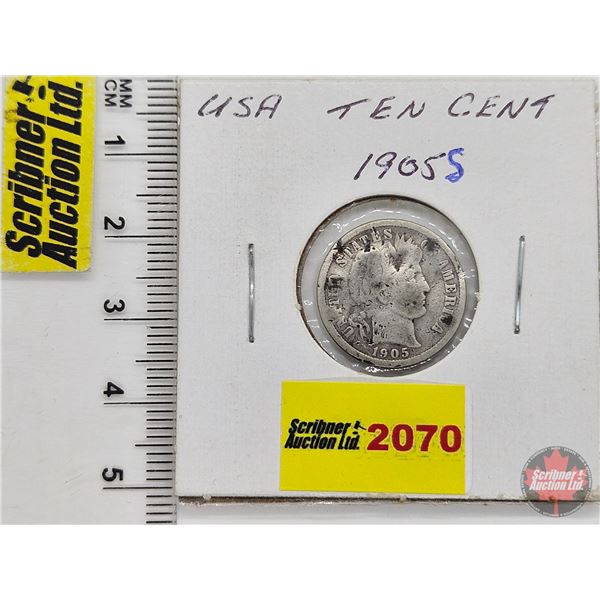 Scribner
Auction Ltd.
MM
CM
1
2
3
4
5
USA TEN CENT
1905S
UNITED STATES OF AMERICA
1905
Scribner
Auction Ltd.
2070
Scribner
Auction Ltd.